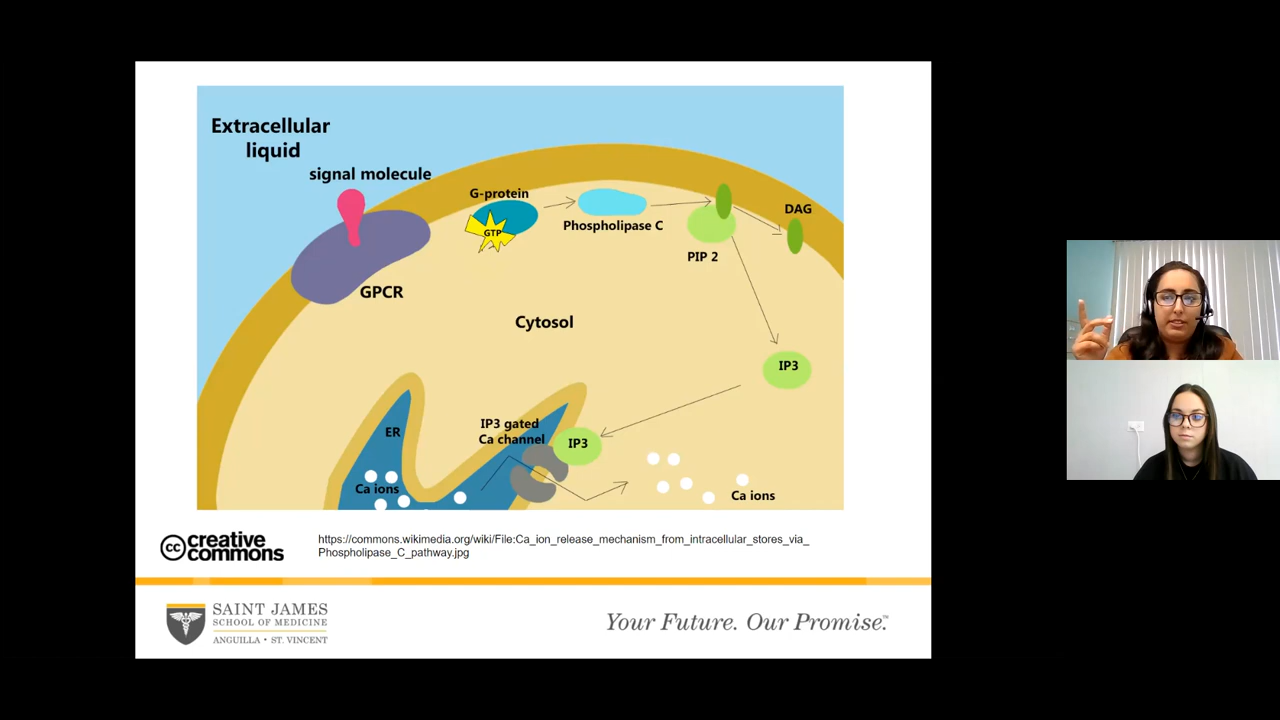 Extracellular
liquid
signal molecule
G-protein
GTP
Phospholipase C
DAG
PIP 2
GPCR
Cytosol
IP3
IP3 gated
Ca channel
IP3
ER
Ca ions
Ca ions
cc creative
commons
https://commons.wikimedia.org/wiki/File:Ca_ion_release_mechanism_from_intracellular_stores_via_
Phospholipase_C_pathway.jpg
SAINT JAMES
SCHOOL OF MEDICINE
ANGUILLA • ST. VINCENT
Your Future. Our Promise.™